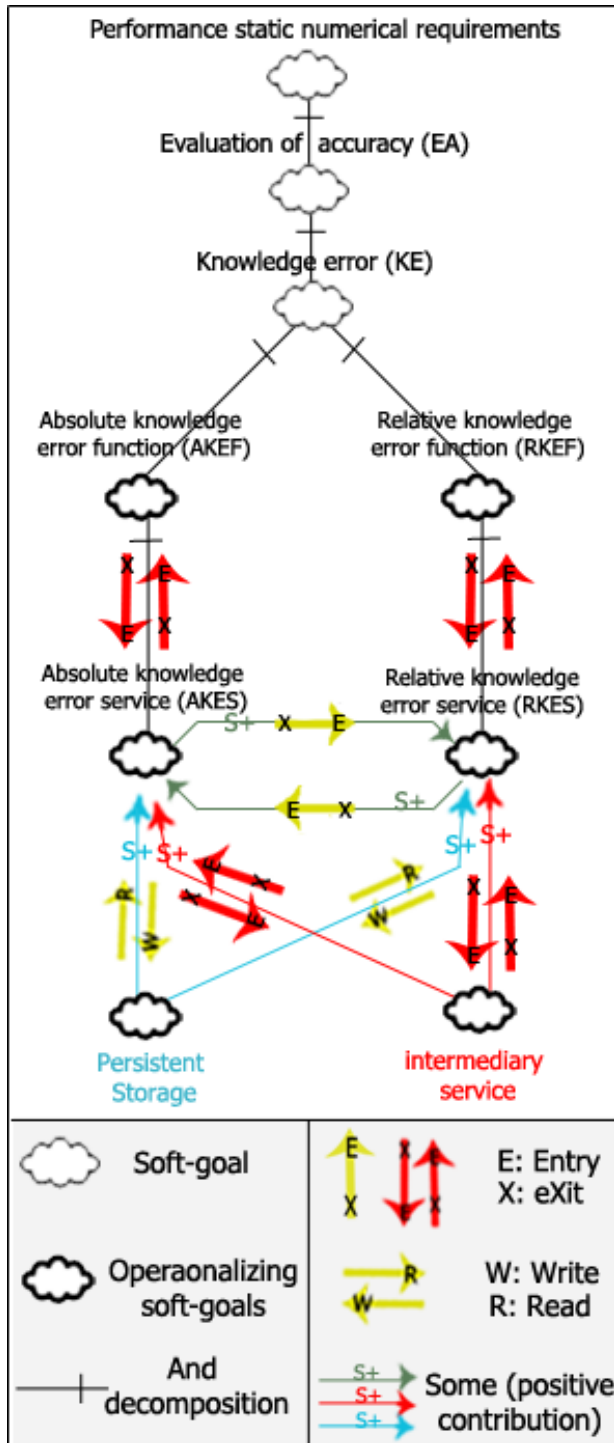 Performance static numerical requirements
Evaluation of accuracy (EA)
Knowledge error (KE)
Absolute knowledge
error function (AKEF)
Relative knowledge
error function (RKEF)
X
E
E
X
X
E
E
X
Absolute knowledge
error service (AKES)
Relative knowledge
error service (RKES)
S+
X
E
E
X
S+
S+
S+
S+
S+
R
W
E
X
X
E
R
W
X
E
E
X
Persistent
Storage
intermediary
service
Soft-goal
Operaonalizing
soft-goals
And
decomposition
E
X
X
E
E
X
E: Entry
X: eXit
R
W
W: Write
R: Read
S+
S+
S+
Some (positive
contribution)